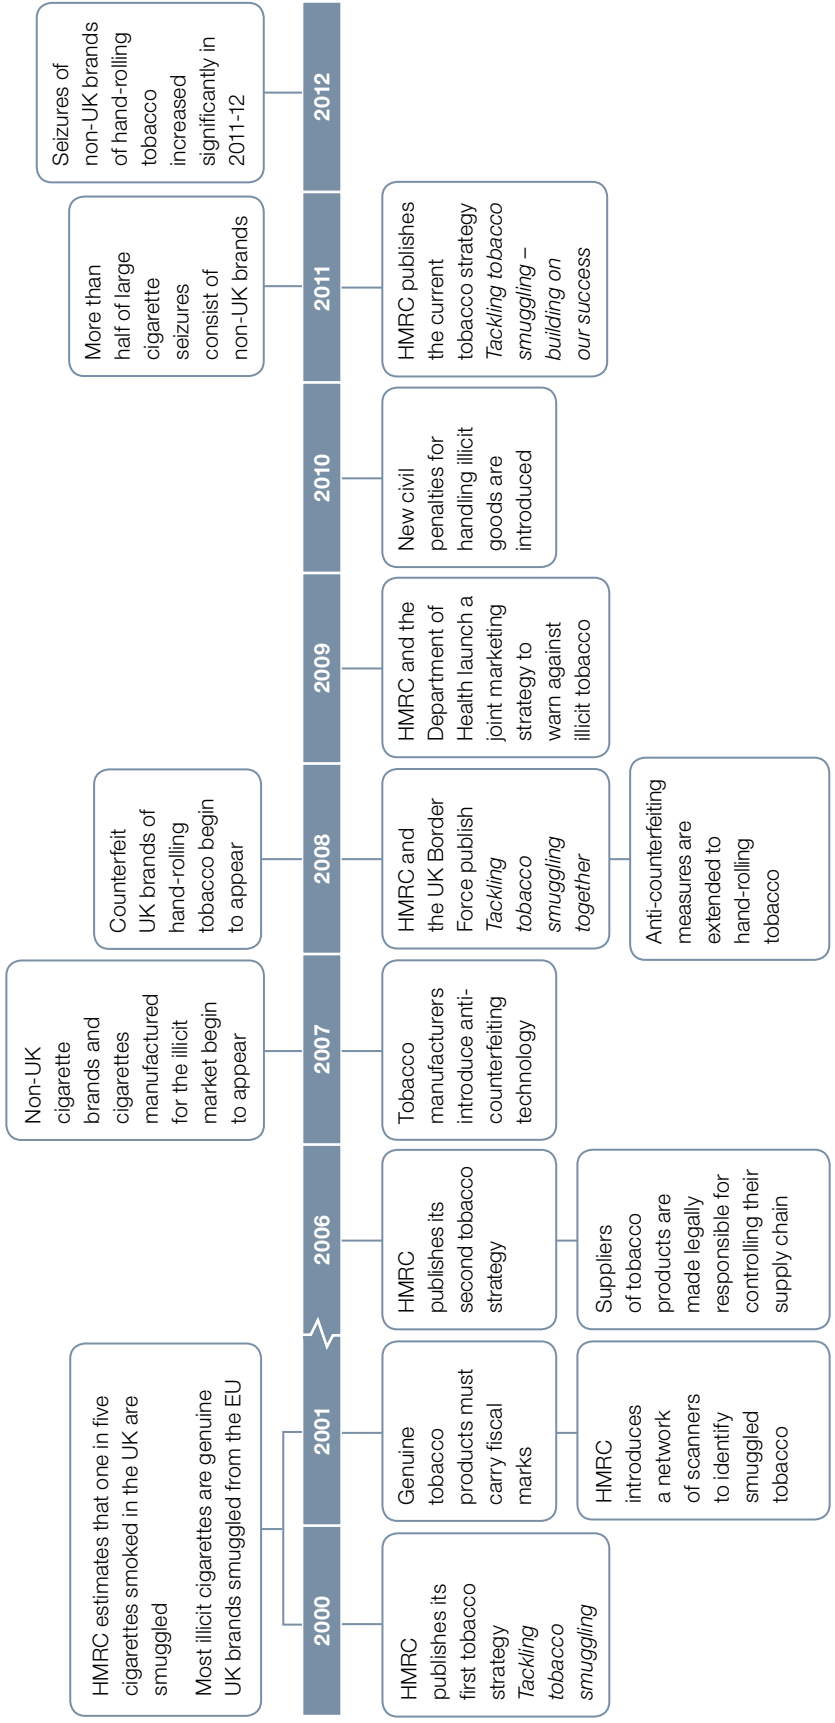 HMRC estimates that one in five
cigarettes smoked in the UK are
smuggled
Most illicit cigarettes are genuine
UK brands smuggled from the EU
Non-UK
cigarette
brands and
cigarettes
manufactured
for the illicit
market begin
to appear
Counterfeit
UK brands of
hand-rolling
tobacco begin
to appear
More than
half of large
cigarette
seizures
consist of
non-UK brands
Seizures of
non-UK brands
of hand-rolling
tobacco
increased
significantly in
2011-12
2000
2001
2006
2007
2008
2009
2010
2011
2012
HMRC
publishes its
first tobacco
strategy
Tackling
tobacco
smuggling
Genuine
tobacco
products must
carry fiscal
marks
HMRC
publishes its
second tobacco
strategy
Tobacco
manufacturers
introduce anti-
counterfeiting
technology
HMRC and
the UK Border
Force publish
Tackling
tobacco
smuggling
together
HMRC and the
Department of
Health launch a
joint marketing
strategy to
warn against
illicit tobacco
New civil
penalties for
handling illicit
goods are
introduced
HMRC publishes
the current
tobacco strategy
Tackling tobacco
smuggling –
building on
our success
HMRC
introduces
a network
of scanners
to identify
smuggled
tobacco
Suppliers
of tobacco
products are
made legally
responsible for
controlling their
supply chain
Anti-counterfeiting
measures are
extended to
hand-rolling
tobacco